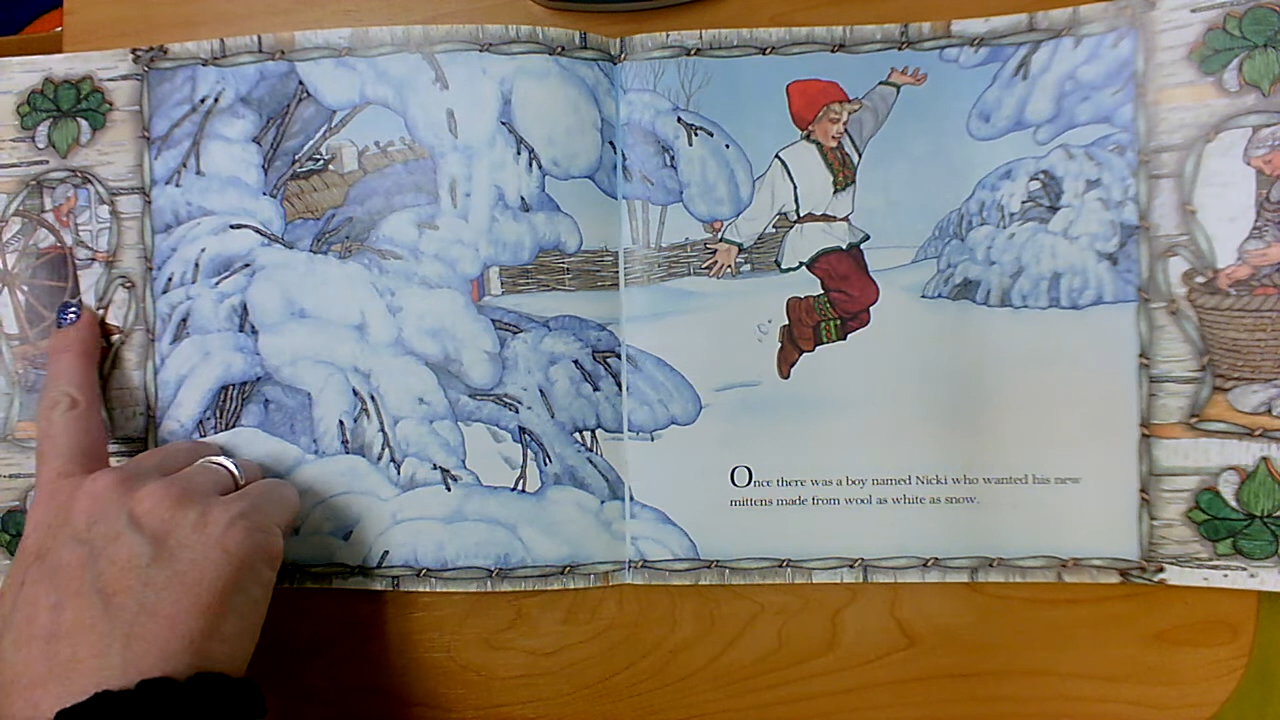 Once there was a boy named Nicki who wanted his new
mittens made from wool as white as snow.